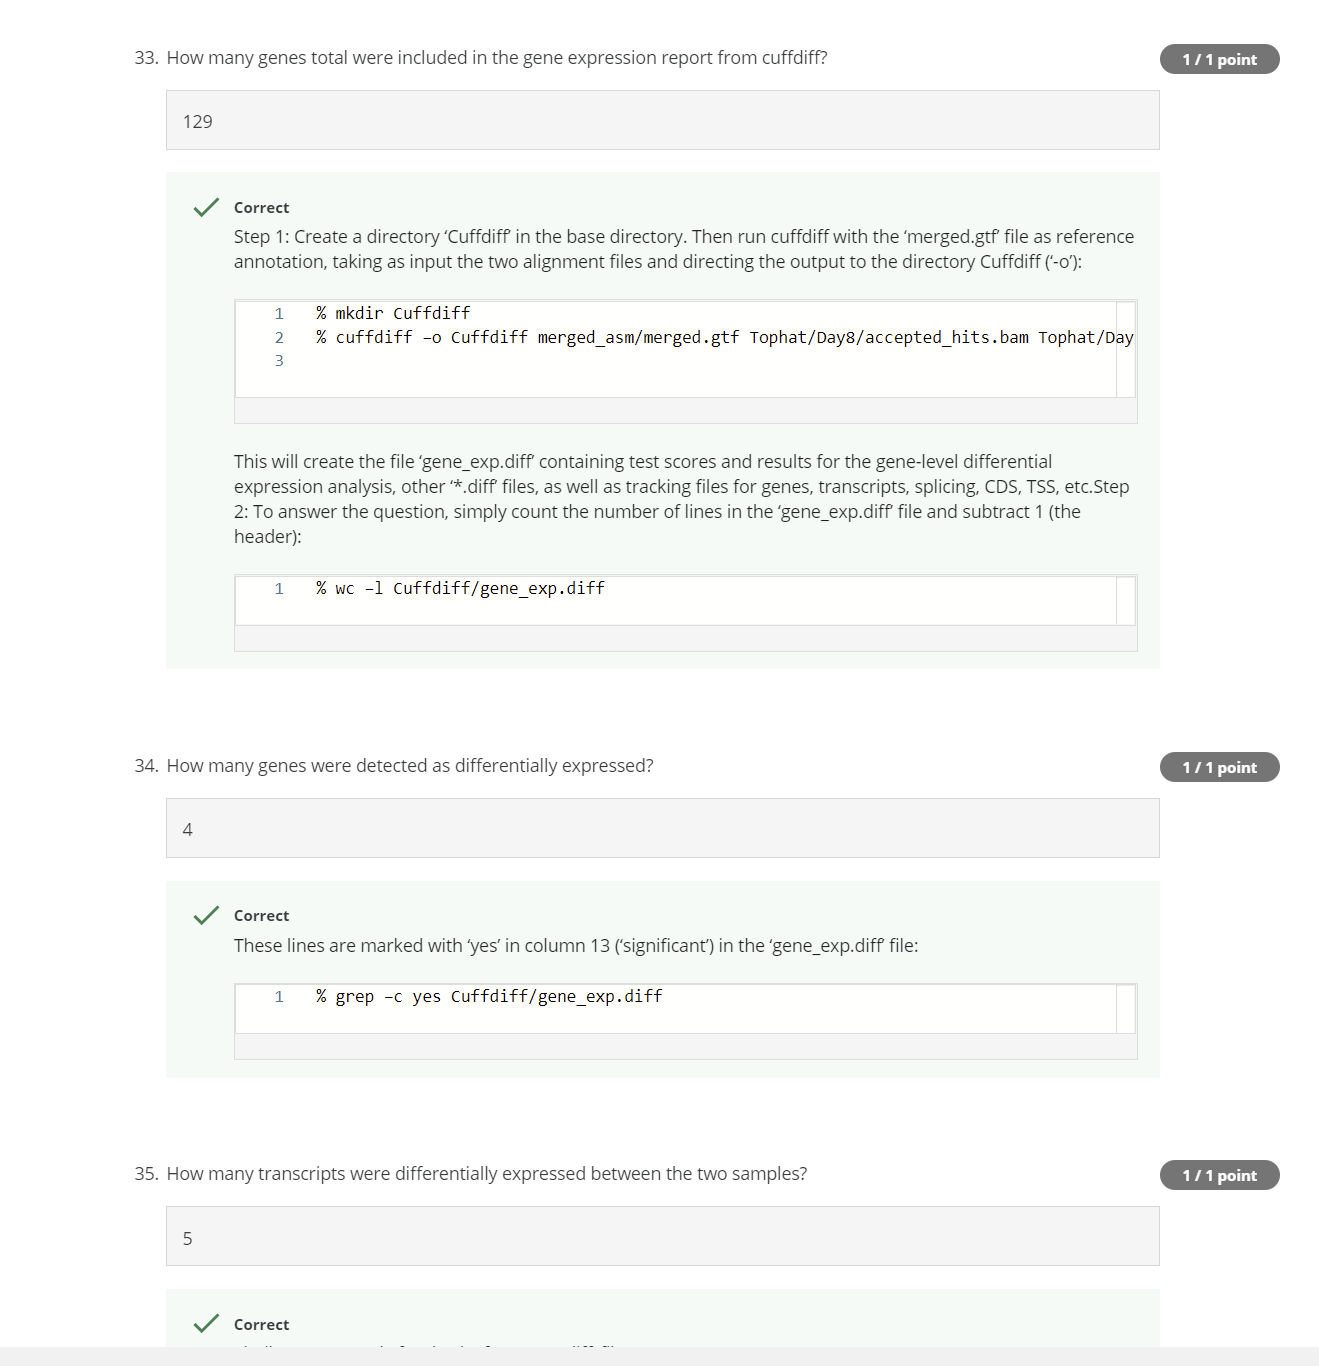 33. How many genes total were included in the gene expression report from cuffdiff?
1 / 1 point
129
Correct
Step 1: Create a directory ‘Cuffdiff’ in the base directory. Then run cuffdiff with the ‘merged.gtf’ file as reference
annotation, taking as input the two alignment files and directing the output to the directory Cuffdiff (‘-o’):
1 % mkdir Cuffdiff
2 % cuffdiff –o Cuffdiff merged_asm/merged.gtf Tophat/Day8/accepted_hits.bam Tophat/Day
3
This will create the file ‘gene_exp.diff’ containing test scores and results for the gene-level differential
expression analysis, other ‘*.diff’ files, as well as tracking files for genes, transcripts, splicing, CDS, TSS, etc.Step
2: To answer the question, simply count the number of lines in the ‘gene_exp.diff’ file and subtract 1 (the
header):
1 % wc –l Cuffdiff/gene_exp.diff
34. How many genes were detected as differentially expressed?
1 / 1 point
4
Correct
These lines are marked with ‘yes’ in column 13 (‘significant’) in the ‘gene_exp.diff’ file:
1 % grep –c yes Cuffdiff/gene_exp.diff
35. How many transcripts were differentially expressed between the two samples?
1 / 1 point
5
Correct